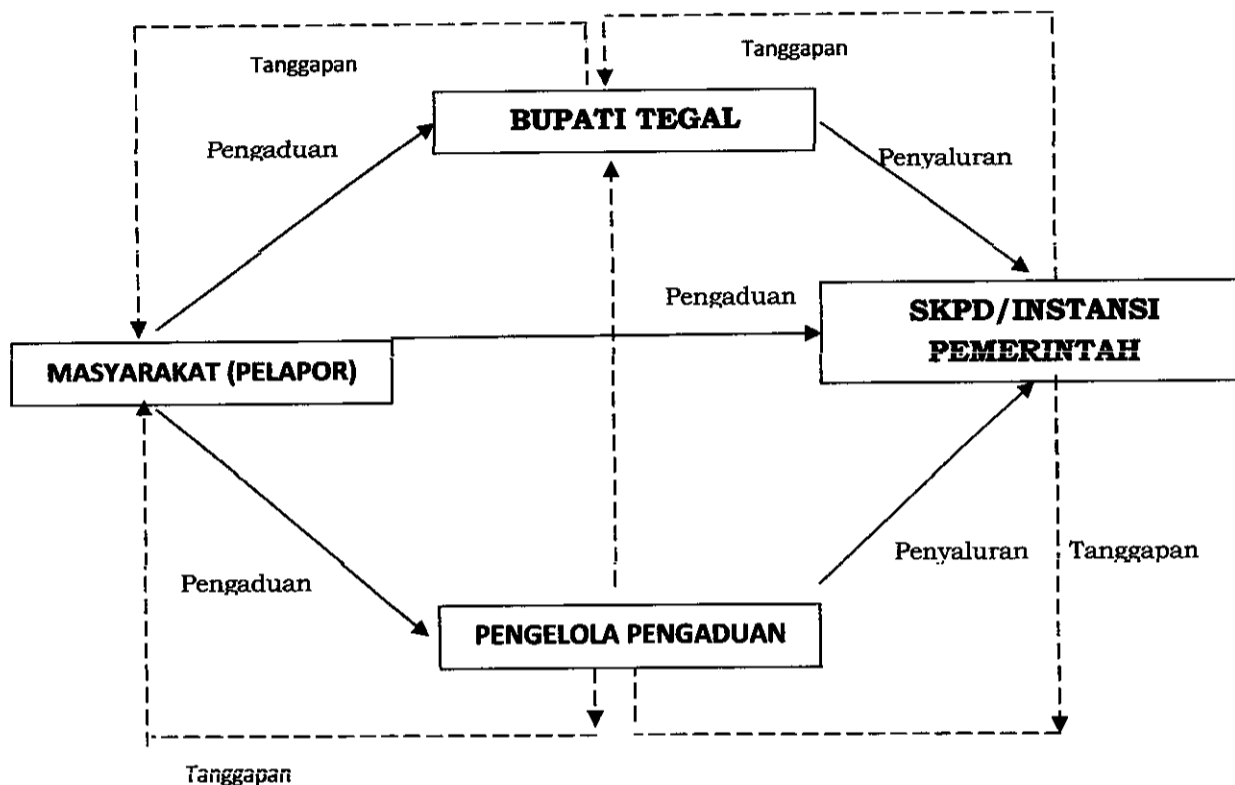 Tanggapan
Tanggapan
BUPATI TEGAL
Pengaduan
Penyaluran
Pengaduan
SKPD/INSTANSI
PEMERINTAH
MASYARAKAT (PELAPOR)
Penyaluran
Tanggapan
Pengaduan
PENGELOLA PENGADUAN
Tanggapan